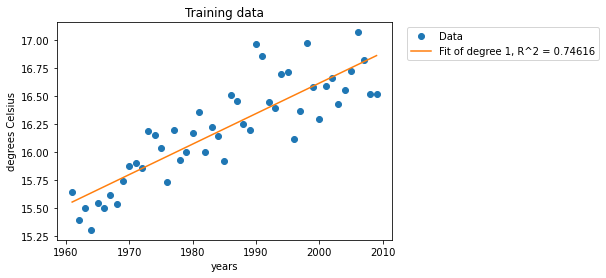 Training data
Data
Fit of degree 1, R^2 = 0.74616
degrees Celsius
17.00
16.75
16.50
16.25
16.00
15.75
15.50
15.25
1960 1970 1980 1990 2000 2010
years